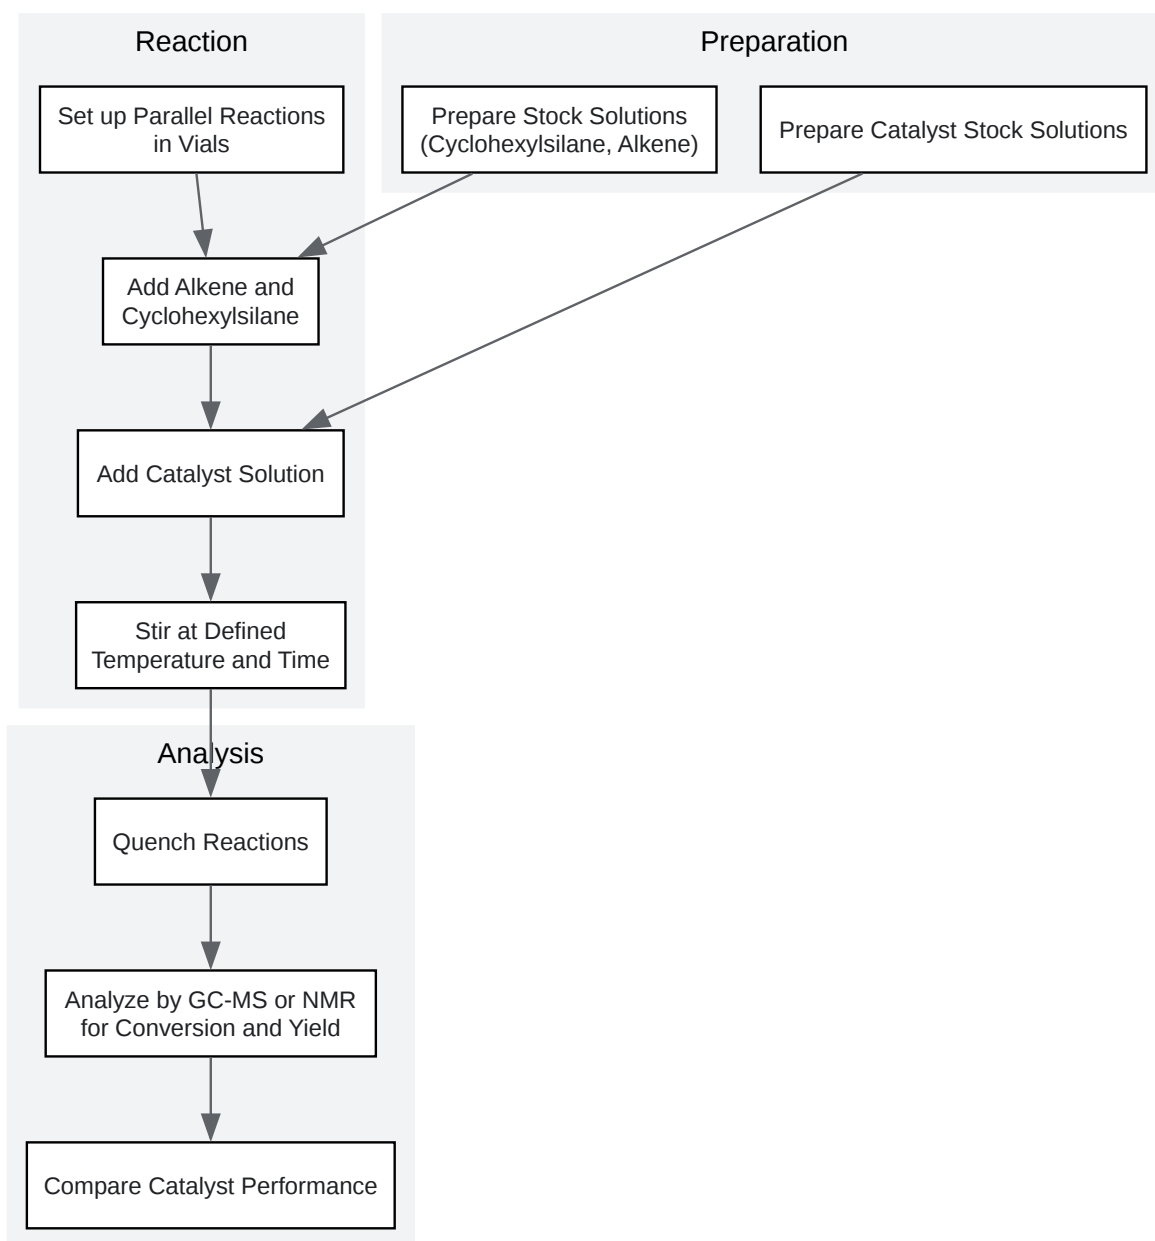 Reaction
Preparation
Set up Parallel Reactions
in Vials
Prepare Stock Solutions
(Cyclohexylsilane, Alkene)
Prepare Catalyst Stock Solutions
Add Alkene and
Cyclohexylsilane
Add Catalyst Solution
Stir at Defined
Temperature and Time
Analysis
Quench Reactions
Analyze by GC-MS or NMR
for Conversion and Yield
Compare Catalyst Performance